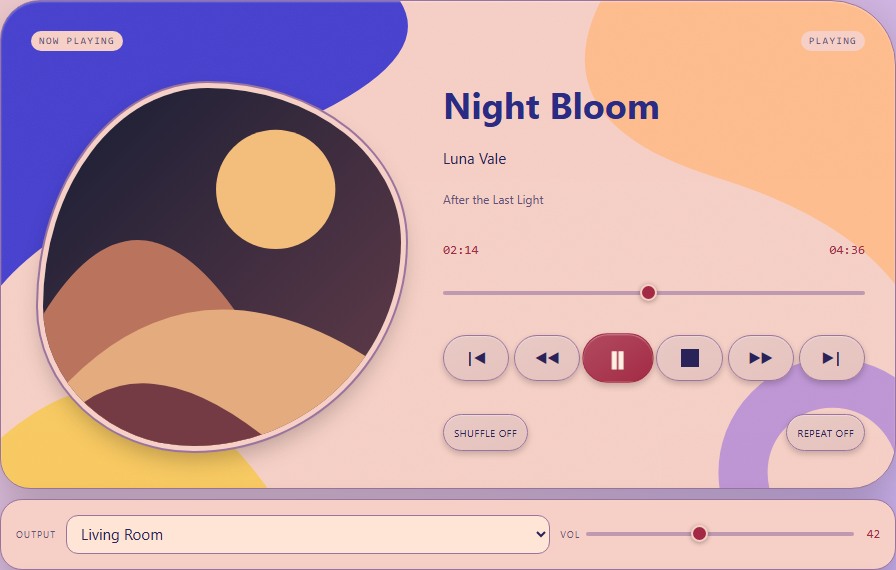 NOW PLAYING
PLAYING
Night Bloom
Luna Vale
After the Last Light
02:14
04:36
SHUFFLE OFF
REPEAT OFF
OUTPUT
Living Room
VOL
42